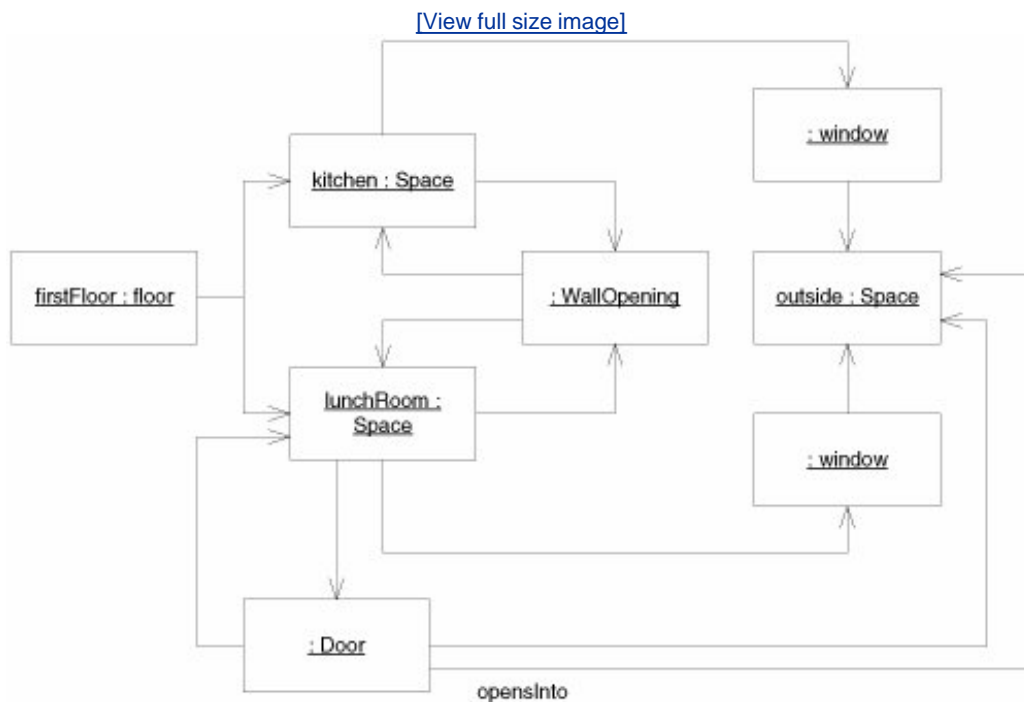 [View full size image]
: window
kitchen : Space
firstFloor : floor
: WallOpening
outside : Space
lunchRoom :
Space
: window
: Door
opensInto